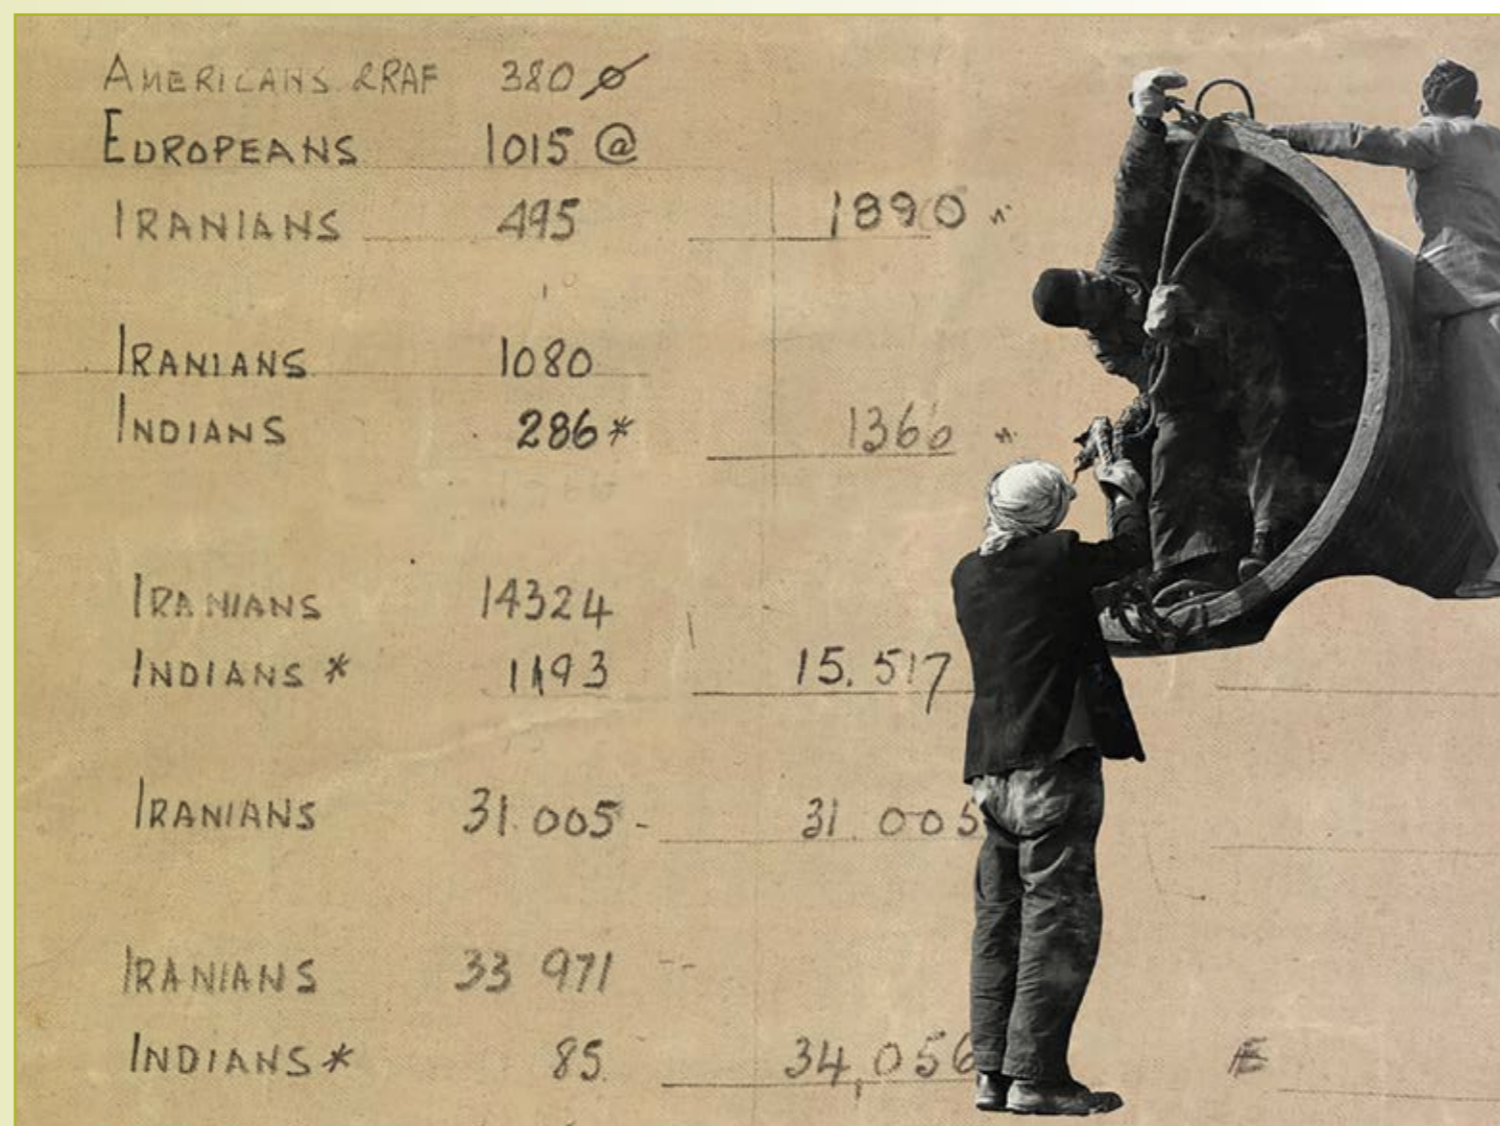 AMERICANS & RAF 380 ø
EUROPEANS 1015 @
IRANIANS 495 1890 "
IRANIANS 1080
INDIANS 286* 1366 "
IRANIANS 14324
INDIANS * 1193 15.517
IRANIANS 31.005 - 31.005
IRANIANS 33 971 --
INDIANS* 85. 34,056